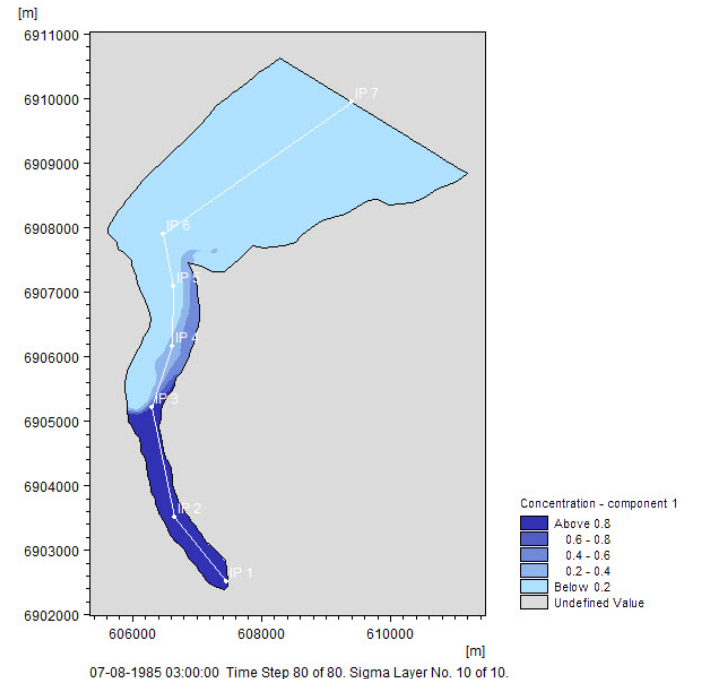 [m]
6911000
6910000
6909000
6908000
6907000
6906000
6905000
6904000
6903000
6902000
IP 7
IP 6
IP 5
IP 4
IP 3
IP 2
IP 1
606000 608000 610000
[m]
Concentration - component 1
Above 0.8
0.6 - 0.8
0.4 - 0.6
0.2 - 0.4
Below 0.2
Undefined Value
07-08-1985 03:00:00 Time Step 80 of 80. Sigma Layer No. 10 of 10.